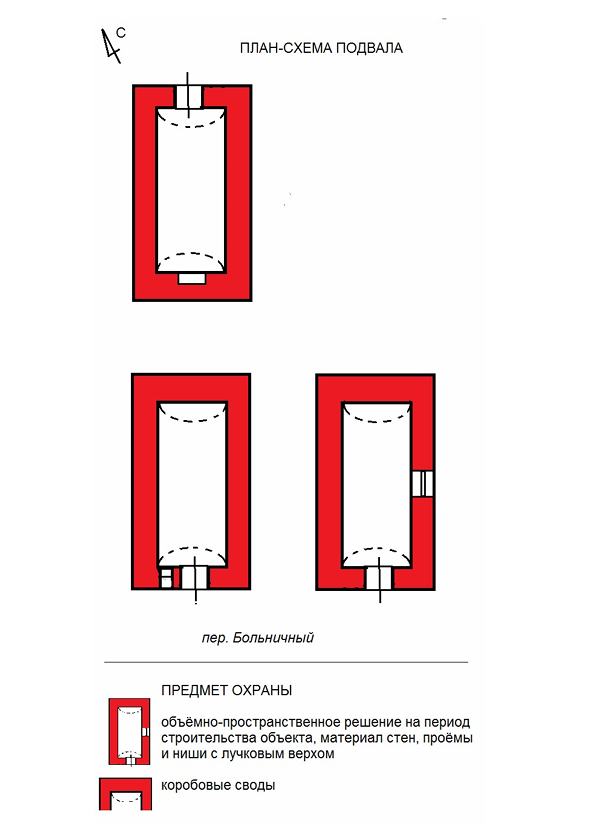 С
ПЛАН-СХЕМА ПОДВАЛА
пер. Больничный
ПРЕДМЕТ ОХРАНЫ
объёмно-пространственное решение на период
строительства объекта, материал стен, проёмы
и ниши с лучковым верхом
коробовые своды